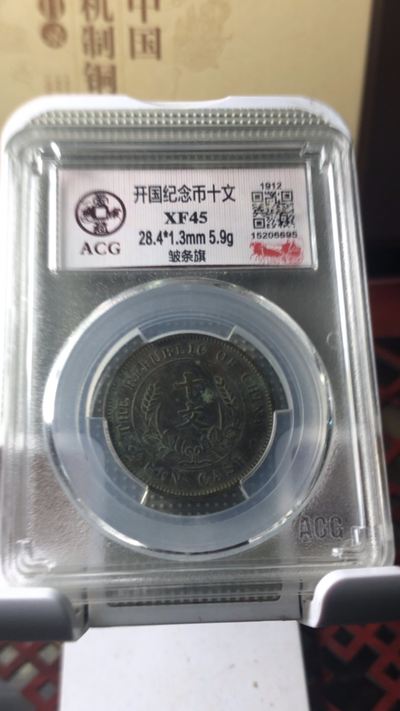 中国
机制铜
开国纪念币十文
XF45
28.4*1.3mm 5.9g
皱条旗
ACG
1912
15206695
THE REPUBLIC OF CHINA
十文
TEN CASH
ACG